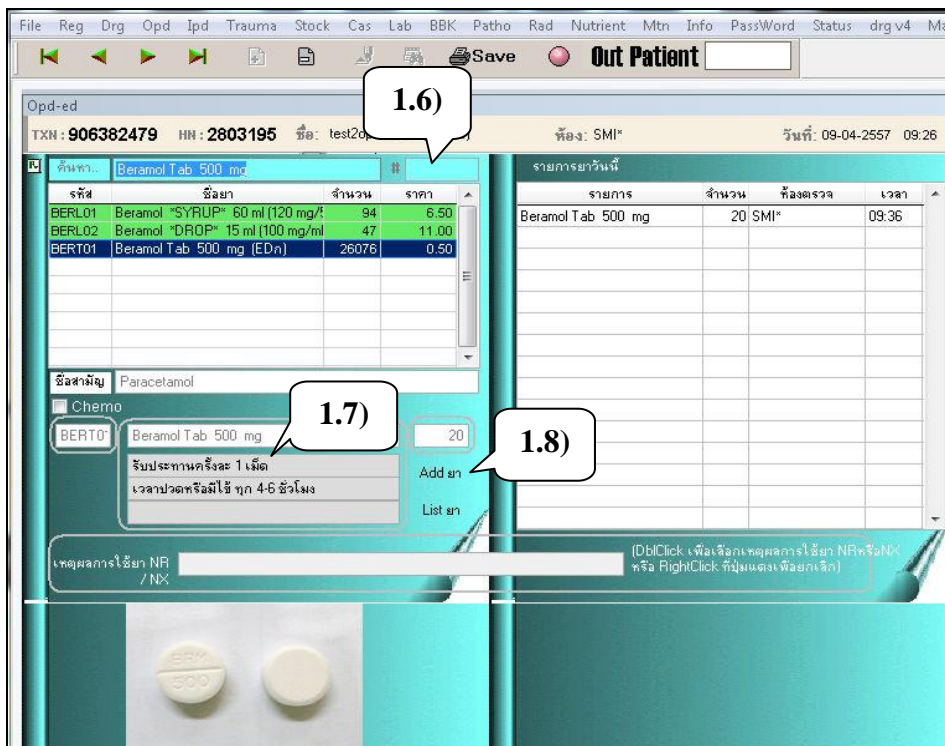 File Reg Drg Opd Ipd Trauma Stock Cas Lab BBK Patho Rad Nutrient Mtn Info PassWord Status drg v4
Save Out Patient
1.6)
Opd-ed
TXN : 906382479 HN : 2803195 ชื่อ: ห้อง: SMI* วันที่: 09-04-2557 09:26
ค้นหา.. Beramol Tab 500 mg #
รหัส ชื่อยา จำนวน ราคา
BERL01 Beramol *SYRUP* 60 ml (120 mg/5 94 6.50
BERL02 Beramol *DROP* 15 ml (100 mg/ml 47 11.00
BERT01 Beramol Tab 500 mg (EDก) 26076 0.50
ชื่อสามัญ Paracetamol
Chemo
1.7)
BERT0 Beramol Tab 500 mg 20
1.8)
รับประทานครั้งละ 1 เม็ด
Add ยา
เวลาปวดหรือมีไข้ ทุก 4-6 ชั่วโมง
List ยา
รายการยาวันนี้
รายการ จำนวน ห้องตรวจ เวลา
Beramol Tab 500 mg 20 SMI* 09:36
เหตุผลการใช้ยา NR
/ NX
(DblClick เพื่อเลือกเหตุผลการใช้ยา NRหรือNX
หรือ RightClick ที่ปุ่มแดงเพื่อยกเลิก)
500